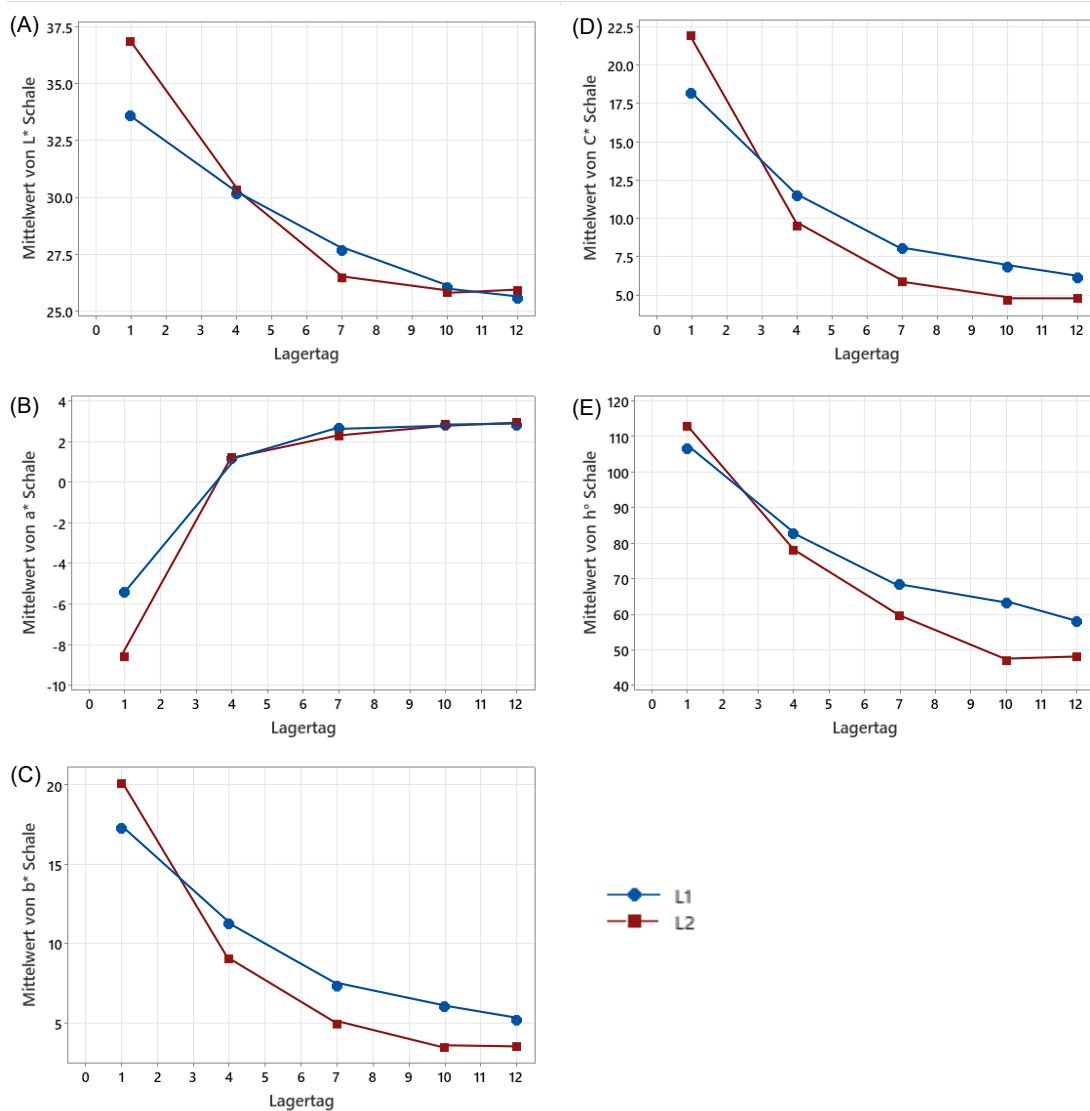 (A)
Mittelwert von L* Schale
37.5
35.0
32.5
30.0
27.5
25.0
0 1 2 3 4 5 6 7 8 9 10 11 12
Lagertag
(D)
Mittelwert von C* Schale
22.5
20.0
17.5
15.0
12.5
10.0
7.5
5.0
0 1 2 3 4 5 6 7 8 9 10 11 12
Lagertag
(B)
Mittelwert von a* Schale
4
2
0
-2
-4
-6
-8
-10
0 1 2 3 4 5 6 7 8 9 10 11 12
Lagertag
(E)
Mittelwert von h° Schale
120
110
100
90
80
70
60
50
40
0 1 2 3 4 5 6 7 8 9 10 11 12
Lagertag
(C)
Mittelwert von b* Schale
20
15
10
5
0 1 2 3 4 5 6 7 8 9 10 11 12
Lagertag
L1
L2